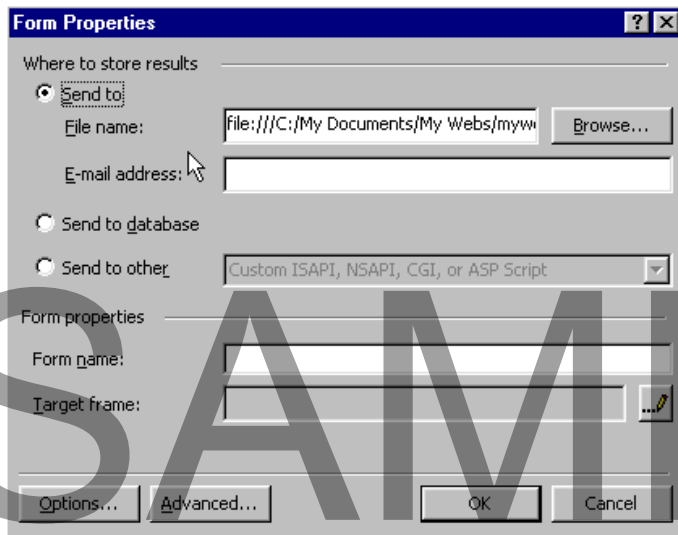 Form Properties
Where to store results
Send to
File name: file:///C:/My Documents/My Webs/myw Browse...
E-mail address:
Send to database
Send to other Custom ISAPI, NSAPI, CGI, or ASP Script
Form properties
Form name:
Target frame: ...
Options... Advanced... OK Cancel
SAM